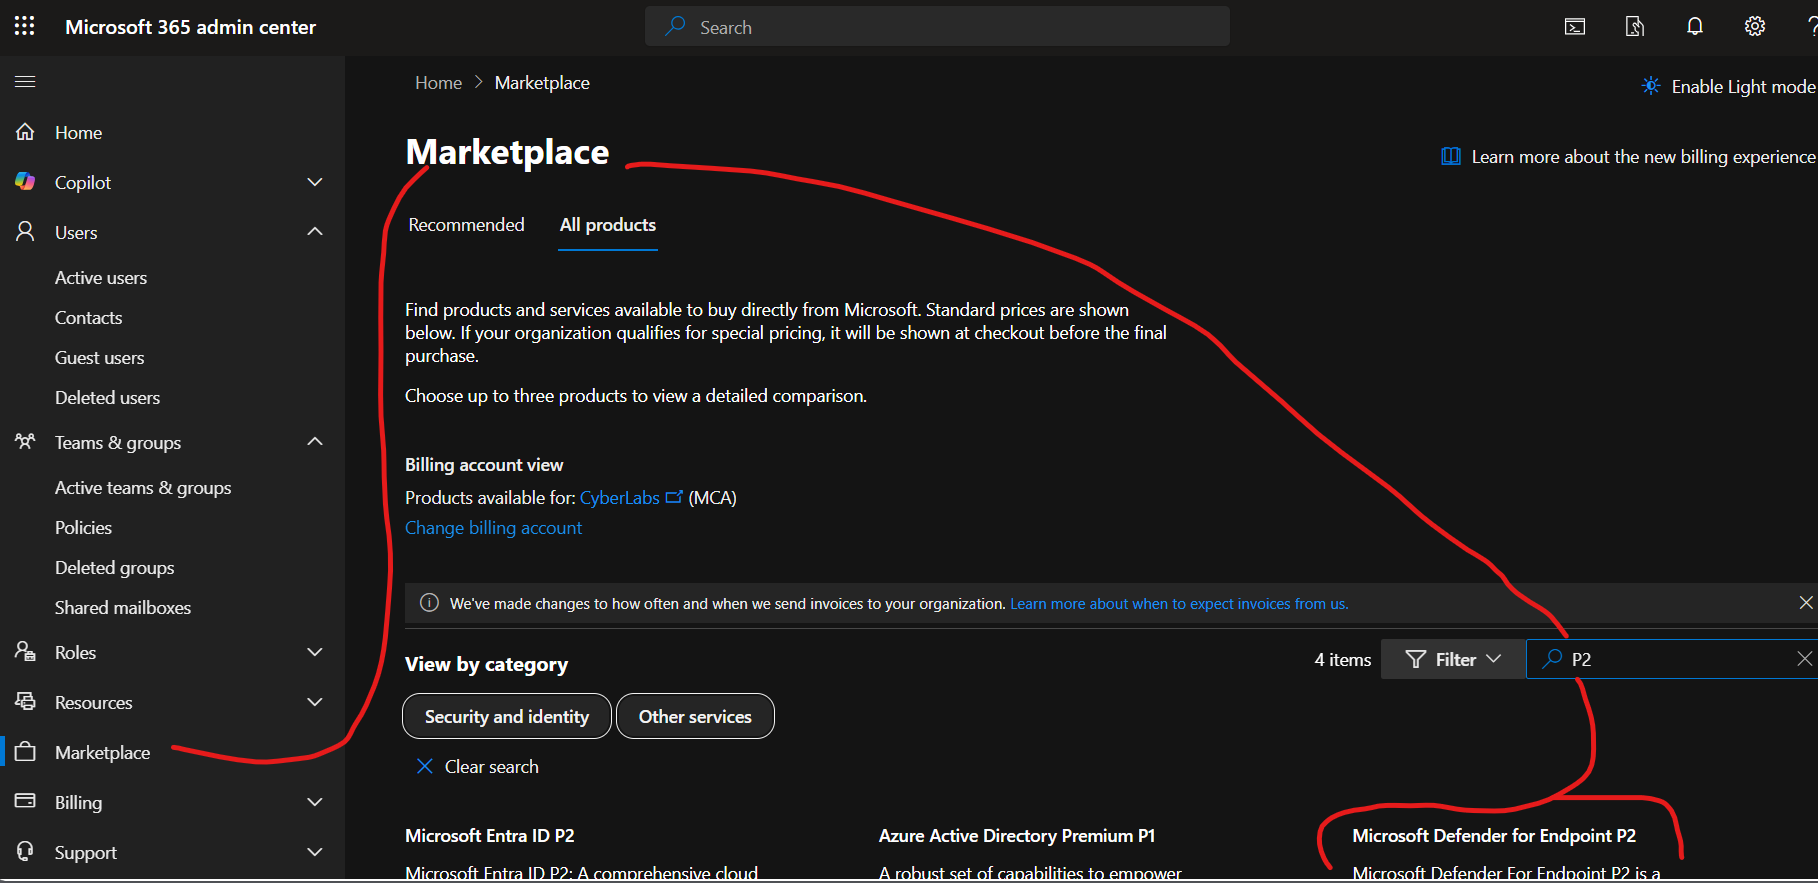 Microsoft 365 admin center
Search
Home > Marketplace
Enable Light mode
Home
Copilot
Users
Active users
Contacts
Guest users
Deleted users
Teams & groups
Active teams & groups
Policies
Deleted groups
Shared mailboxes
Roles
Resources
Marketplace
Billing
Support
Marketplace
Learn more about the new billing experience
Recommended
All products
Find products and services available to buy directly from Microsoft. Standard prices are shown
below. If your organization qualifies for special pricing, it will be shown at checkout before the final
purchase.
Choose up to three products to view a detailed comparison.
Billing account view
Products available for: CyberLabs (MCA)
Change billing account
We've made changes to how often and when we send invoices to your organization. Learn more about when to expect invoices from us.
View by category
4 items
Filter
P2
Security and identity
Other services
Clear search
Microsoft Entra ID P2
Microsoft Entra ID P2: A comprehensive cloud
Azure Active Directory Premium P1
A robust set of capabilities to empower
Microsoft Defender for Endpoint P2
Microsoft Defender For Endpoint P2 is a